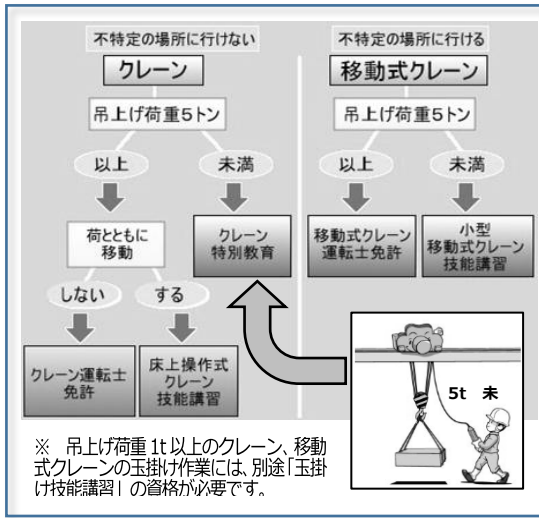 不特定の場所に行けない
クレーン
吊上げ荷重5トン
以上
未満
荷とともに
移動
クレーン
特別教育
しない
する
クレーン運転士
免許
床上操作式
クレーン
技能講習
不特定の場所に行ける
移動式クレーン
吊上げ荷重5トン
以上
未満
移動式クレーン
運転士免許
小型
移動式クレーン
技能講習
5t 未
※ 吊上げ荷重1t以上のクレーン、移動
式クレーンの玉掛け作業には、別途「玉掛
け技能講習」の資格が必要です。